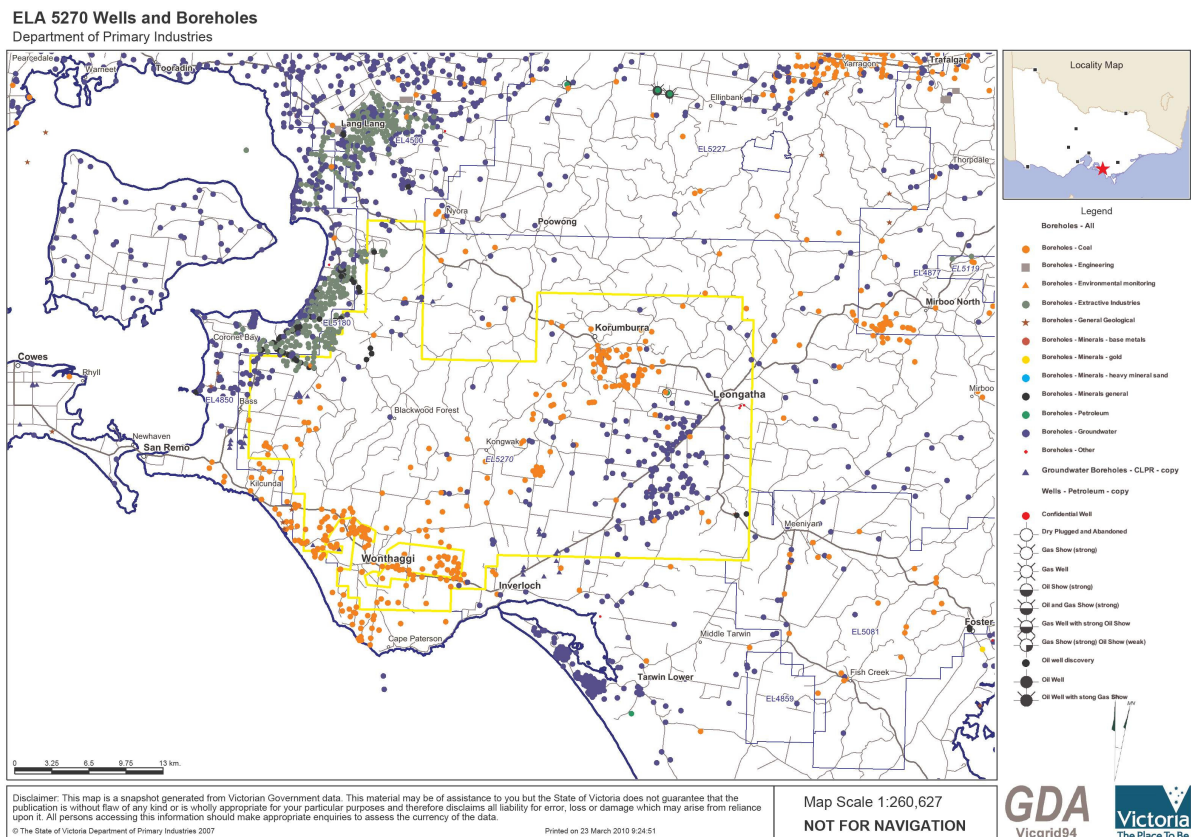 ELA 5270 Wells and Boreholes
Department of Primary Industries
Pearcedale
Warneet
Tooradin
Yarragon
Trafalgar
Ellinbank
Lang Lang
EL4500
EL5227
Thorpdale
Nyora
Poowong
EL4877
EL5119
Mirboo North
EL5180
Coronet Bay
Korumburra
Cowes
Rhyll
EL4850
Bass
Leongatha
Mirboo
Blackwood Forest
Newhaven
San Remo
Kongwak
EL5270
Kilcunda
Meeniyan
Wonthaggi
Inverloch
Cape Paterson
Middle Tarwin
EL5081
Foster
Tarwin Lower
Fish Creek
EL4859
0 3.25 6.5 9.75 13 km.
Locality Map
Legend
Boreholes - All
Boreholes - Coal
Boreholes - Engineering
Boreholes - Environmental monitoring
Boreholes - Extractive Industries
Boreholes - General Geological
Boreholes - Minerals - base metals
Boreholes - Minerals - gold
Boreholes - Minerals - heavy mineral sand
Boreholes - Minerals general
Boreholes - Petroleum
Boreholes - Groundwater
Boreholes - Other
Groundwater Boreholes - CLPR - copy
Wells - Petroleum - copy
Confidential Well
Dry Plugged and Abandoned
Gas Show (strong)
Gas Well
Oil Show (strong)
Oil and Gas Show (strong)
Gas Well with strong Oil Show
Gas Show (strong) Oil Show (weak)
Oil well discovery
Oil Well
Oil Well with stong Gas Show
MN
Disclaimer: This map is a snapshot generated from Victorian Government data. This material may be of assistance to you but the State of Victoria does not guarantee that the
publication is without flaw of any kind or is wholly appropriate for your particular purposes and therefore disclaims all liability for error, loss or damage which may arise from reliance
upon it. All persons accessing this information should make appropriate enquiries to assess the currency of the data.
© The State of Victoria Department of Primary Industries 2007
Printed on 23 March 2010 9:24:51
Map Scale 1:260,627
NOT FOR NAVIGATION
GDA
Vicgrid94
Victoria
The Place To Be